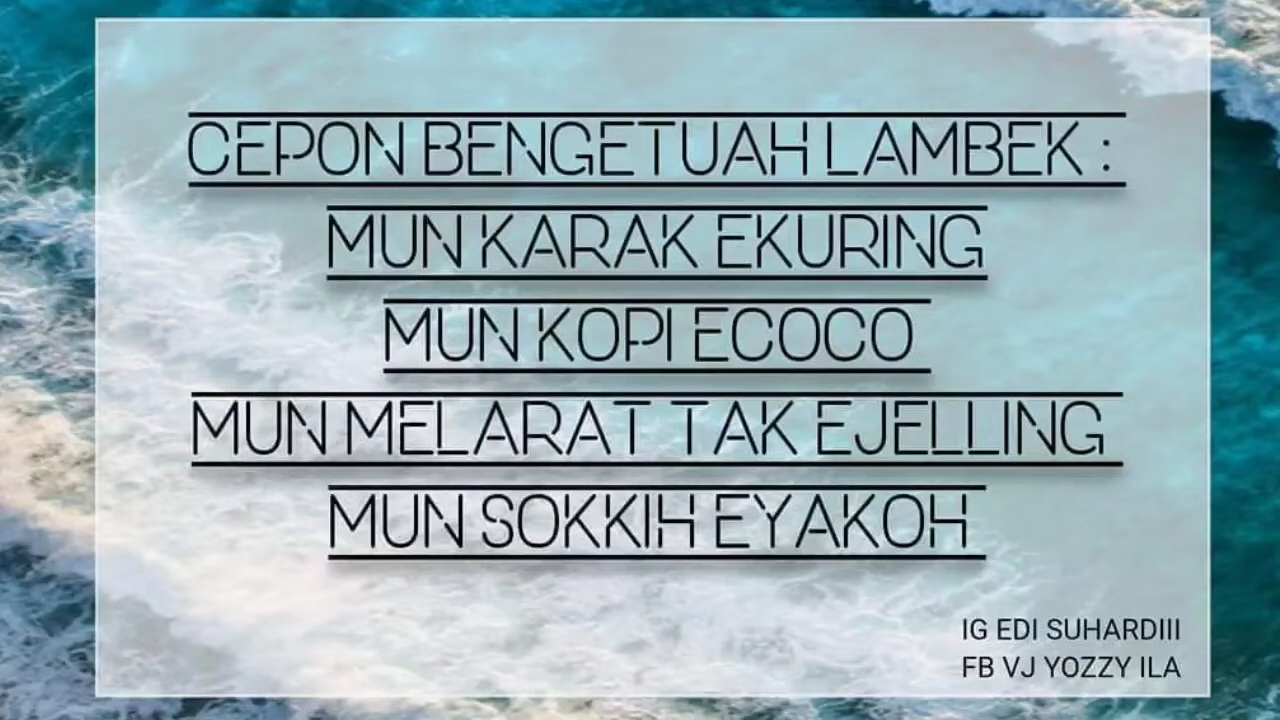 CEPON BENGETUAH LAMBEK :
MUN KARAK EKURING
MUN KOPI ECOCO
MUN MELARAT TAK EJELLING
MUN SOKKIH EYAKOH
IG EDI SUHARDIII
FB VJ YOZZY ILA